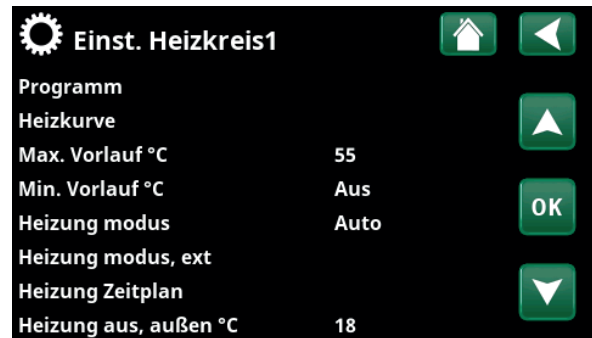 Einst. Heizkreis1
Programm
Heizkurve
Max. Vorlauf °C 55
Min. Vorlauf °C Aus
Heizung modus Auto
OK
Heizung modus, ext
Heizung Zeitplan
Heizung aus, außen °C 18